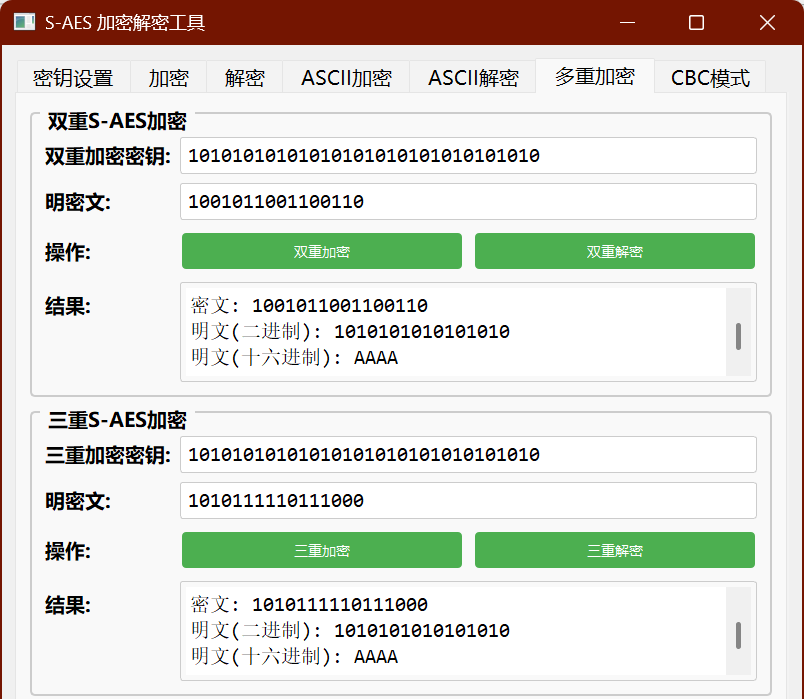 S-AES 加密解密工具
密钥设置 加密 解密 ASCII加密 ASCII解密 多重加密 CBC模式
双重S-AES加密
双重加密密钥: 10101010101010101010101010101010
明密文: 1001011001100110
操作: 双重加密 双重解密
结果: 密文: 1001011001100110
明文(二进制): 1010101010101010
明文(十六进制): AAAA
三重S-AES加密
三重加密密钥: 10101010101010101010101010101010
明密文: 1010111110111000
操作: 三重加密 三重解密
结果: 密文: 1010111110111000
明文(二进制): 1010101010101010
明文(十六进制): AAAA